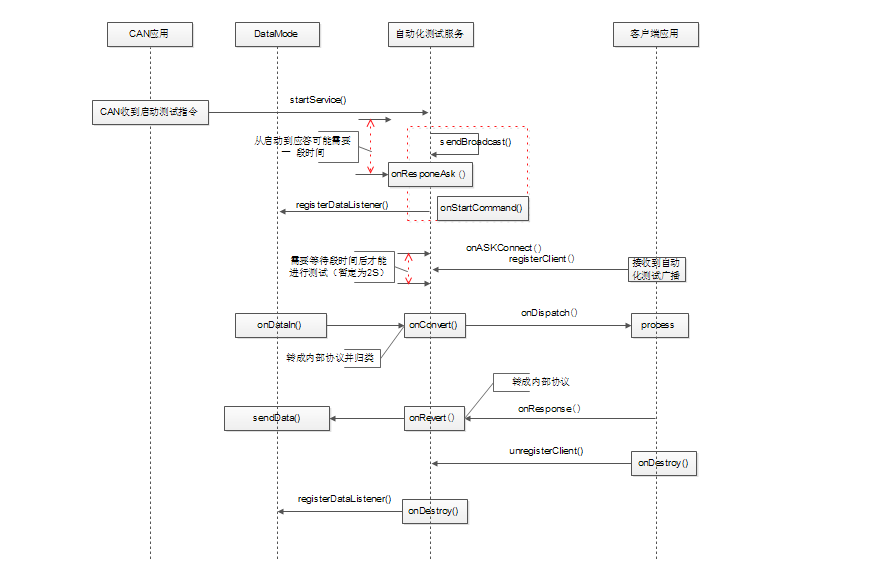 CAN应用
DataMode
自动化测试服务
客户端应用
startService()
CAN收到启动测试指令
从启动到应答可能需要
一 段时间
sendBroadcast()
onResponeAsk ()
registerDataListener()
onStartCommand()
onASKConnect()
registerClient()
需要等待段时间后才能
进行测试（暂定为2S）
接收到自动
化测试广播
onDispatch()
onDataIn()
onConvert()
process
转成内部协议并归类
转成内部协议
onResponse()
sendData()
onRevert()
unregisterClient()
onDestroy()
registerDataListener()
onDestroy()